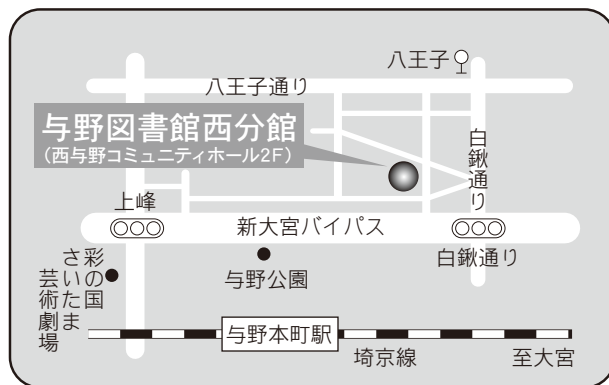 八王子
八王子通り
与野図書館西分館
(西与野コミュニティホール2F)
白鍬通り
上峰
新大宮バイパス
白鍬通り
与野公園
彩の国
さいたま
芸術劇場
与野本町駅
埼京線
至大宮